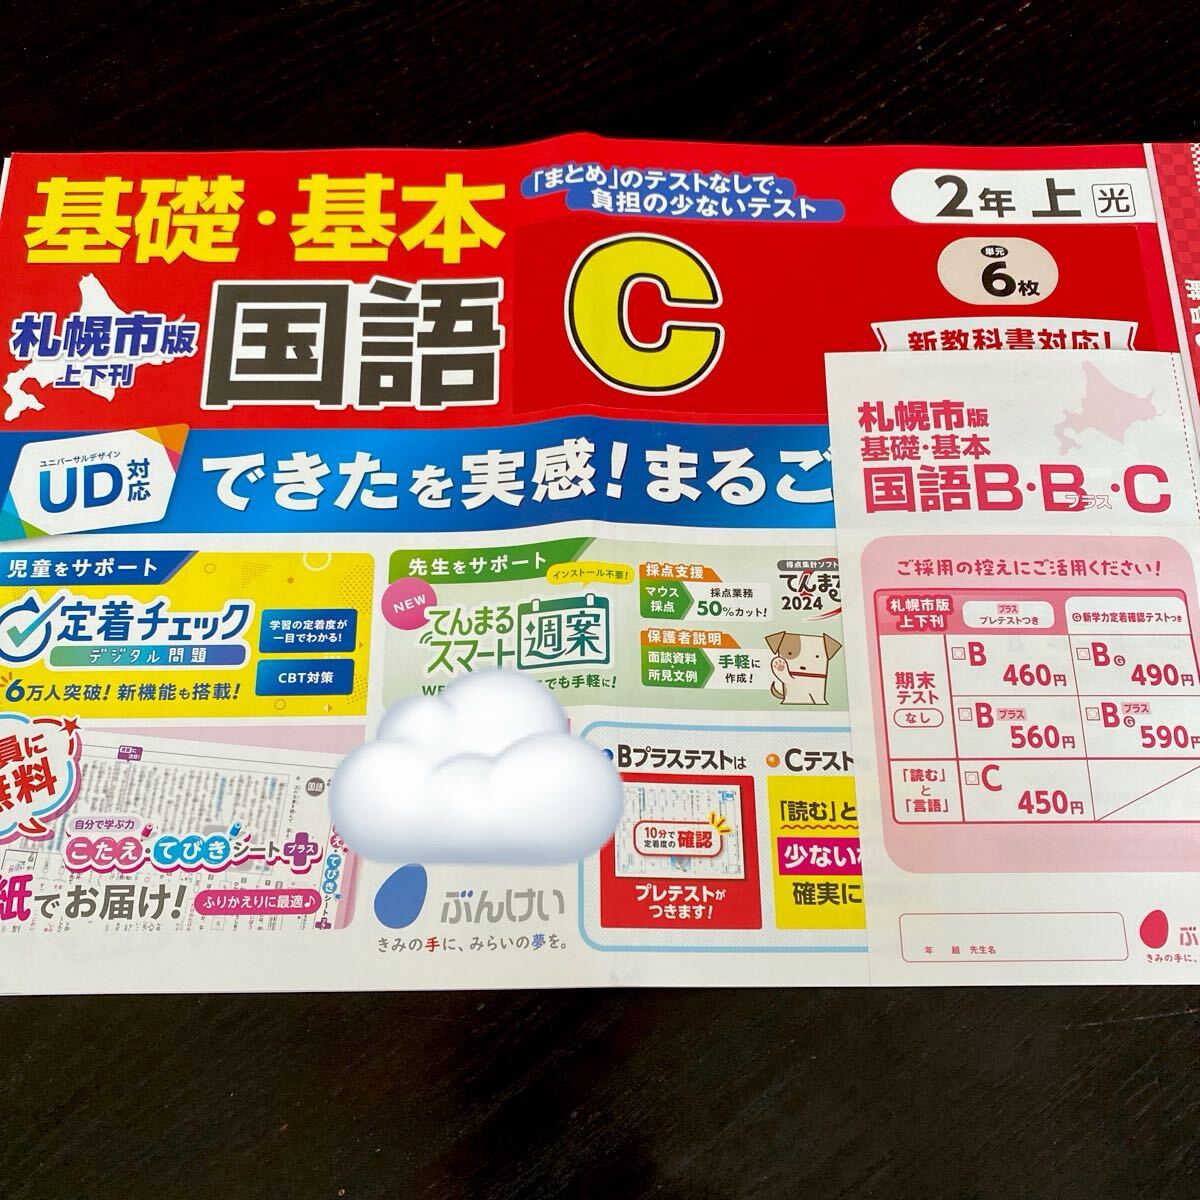 基礎・基本
「まとめ」のテストなしで、
負担の少ないテスト
2年 上 光
単元
6枚
新教科書対応!
札幌市版
上下刊
国語
C
ユニバーサルデザイン
UD対応
できたを実感!まるご
児童をサポート
定着チェック
デジタル問題
学習の定着度が
一目でわかる!
CBT対策
6万人突破!新機能も搭載!
先生をサポート
インストール不要!
NEW
てんまる
スマート
週案
でも手軽に!
採点支援
マウス
採点
採点業務
50%カット!
保護者説明
面談資料
所見文例
手軽に
作成!
得点集計ソフト
てんまる
2024
員に
無料
国語
自分で学ぶ力
こたえ・てびきシートプラス
紙でお届け!
ふりかえりに最適♪
ぶんけい
きみの手に、みらいの夢を。
Bプラステストは
10分で
定着度の
確認
プレテストが
つきます!
Cテスト
「読む」と
少ない
確実に
札幌市版
基礎・基本
国語B・Bプラス・C
ご採用の控えにご活用ください!
札幌市版
上下刊
プラス
プレテストつき
G新学力定着確認テストつき
期末
テスト
なし
B 460円
BG 490円
Bプラス 560円
BGプラス 590円
「読む」
と
「言語」
C 450円
年 組 先生名
ぶ
きみの手に、